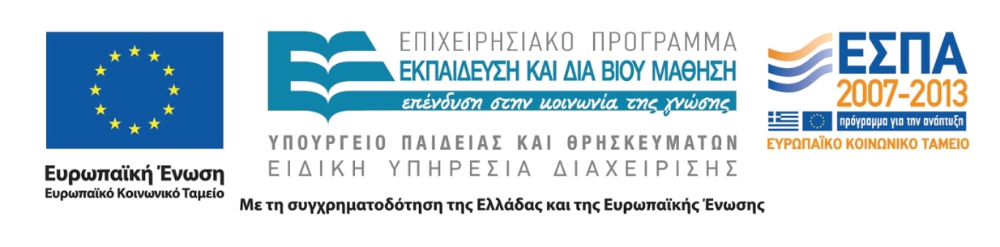 Ευρωπαϊκή Ένωση
Ευρωπαϊκό Κοινωνικό Ταμείο
ΕΠΙΧΕΙΡΗΣΙΑΚΟ ΠΡΟΓΡΑΜΜΑ
ΕΚΠΑΙΔΕΥΣΗ ΚΑΙ ΔΙΑ ΒΙΟΥ ΜΑΘΗΣΗ
επένδυση στην κοινωνία της γνώσης
ΥΠΟΥΡΓΕΙΟ ΠΑΙΔΕΙΑΣ ΚΑΙ ΘΡΗΣΚΕΥΜΑΤΩΝ
ΕΙΔΙΚΗ ΥΠΗΡΕΣΙΑ ΔΙΑΧΕΙΡΙΣΗΣ
ΕΣΠΑ
2007-2013
πρόγραμμα για την ανάπτυξη
ΕΥΡΩΠΑΪΚΟ ΚΟΙΝΩΝΙΚΟ ΤΑΜΕΙΟ
Με τη συγχρηματοδότηση της Ελλάδας και της Ευρωπαϊκής Ένωσης